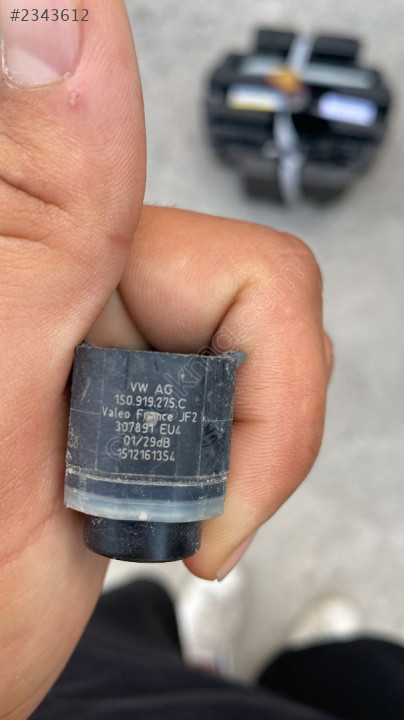 #2343612
VW AG
1S0.919.275.C
Valeo France JF2
307891 EU4
01/29dB
1512161354